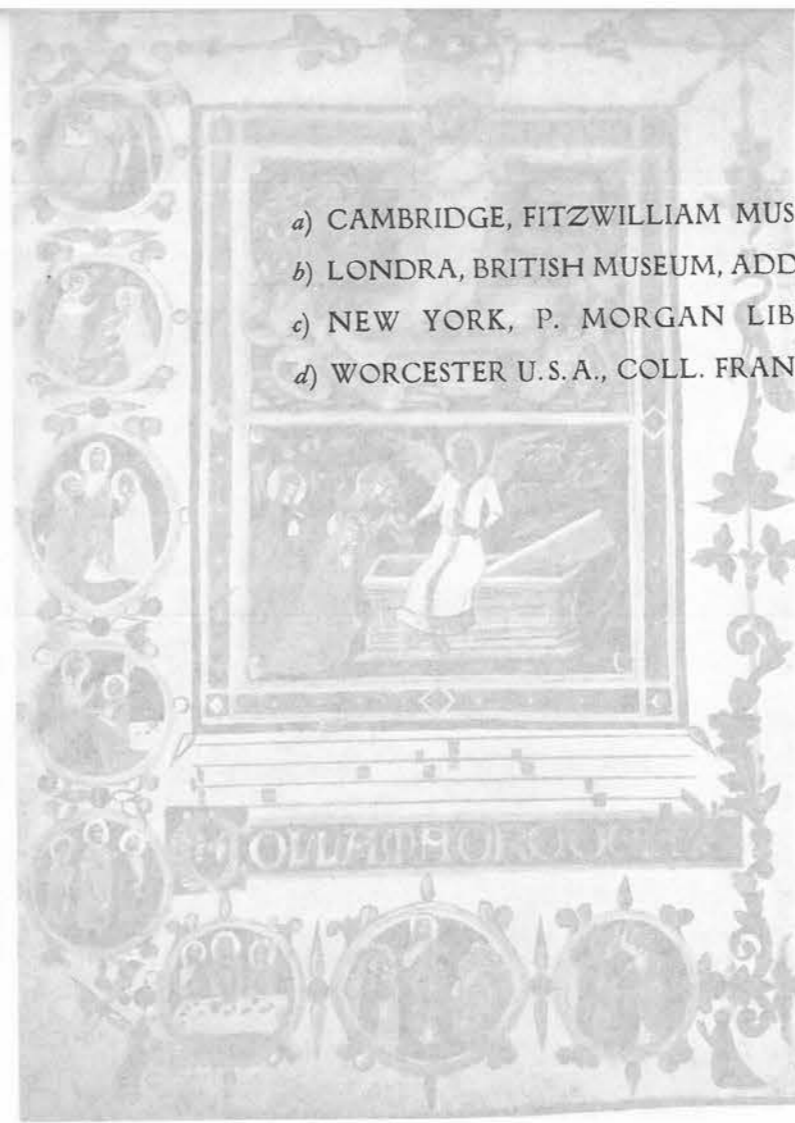 a) CAMBRIDGE, FITZWILLIAM MUS
b) LONDRA, BRITISH MUSEUM, ADD
c) NEW YORK, P. MORGAN LIB
d) WORCESTER U.S.A., COLL. FRAN